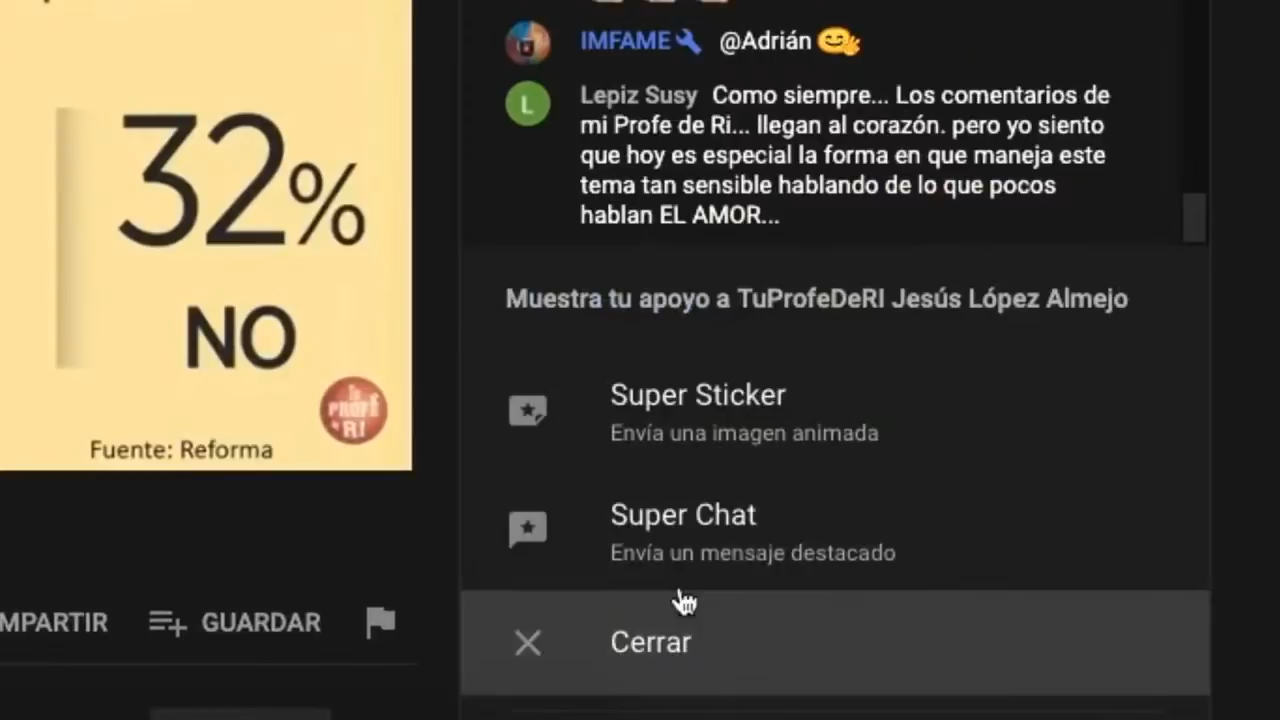 IMFAME @Adrián
Lepiz Susy Como siempre... Los comentarios de
mi Profe de Ri... llegan al corazón. pero yo siento
que hoy es especial la forma en que maneja este
tema tan sensible hablando de lo que pocos
hablan EL AMOR...
L
32%
NO
Tu
PROFE
RI
Fuente: Reforma
Muestra tu apoyo a TuProfeDeRI Jesús López Almejo
Super Sticker
Envía una imagen animada
Super Chat
Envía un mensaje destacado
Cerrar
MPARTIR GUARDAR